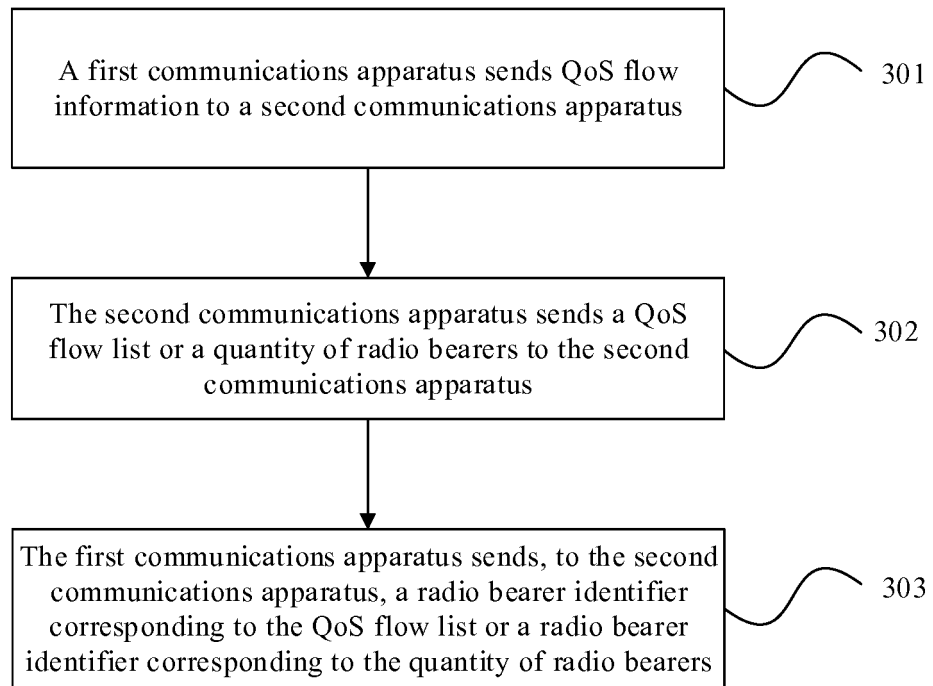 A first communications apparatus sends QoS flow
information to a second communications apparatus
301
The second communications apparatus sends a QoS
flow list or a quantity of radio bearers to the second
communications apparatus
302
The first communications apparatus sends, to the second
communications apparatus, a radio bearer identifier
corresponding to the QoS flow list or a radio bearer
identifier corresponding to the quantity of radio bearers
303